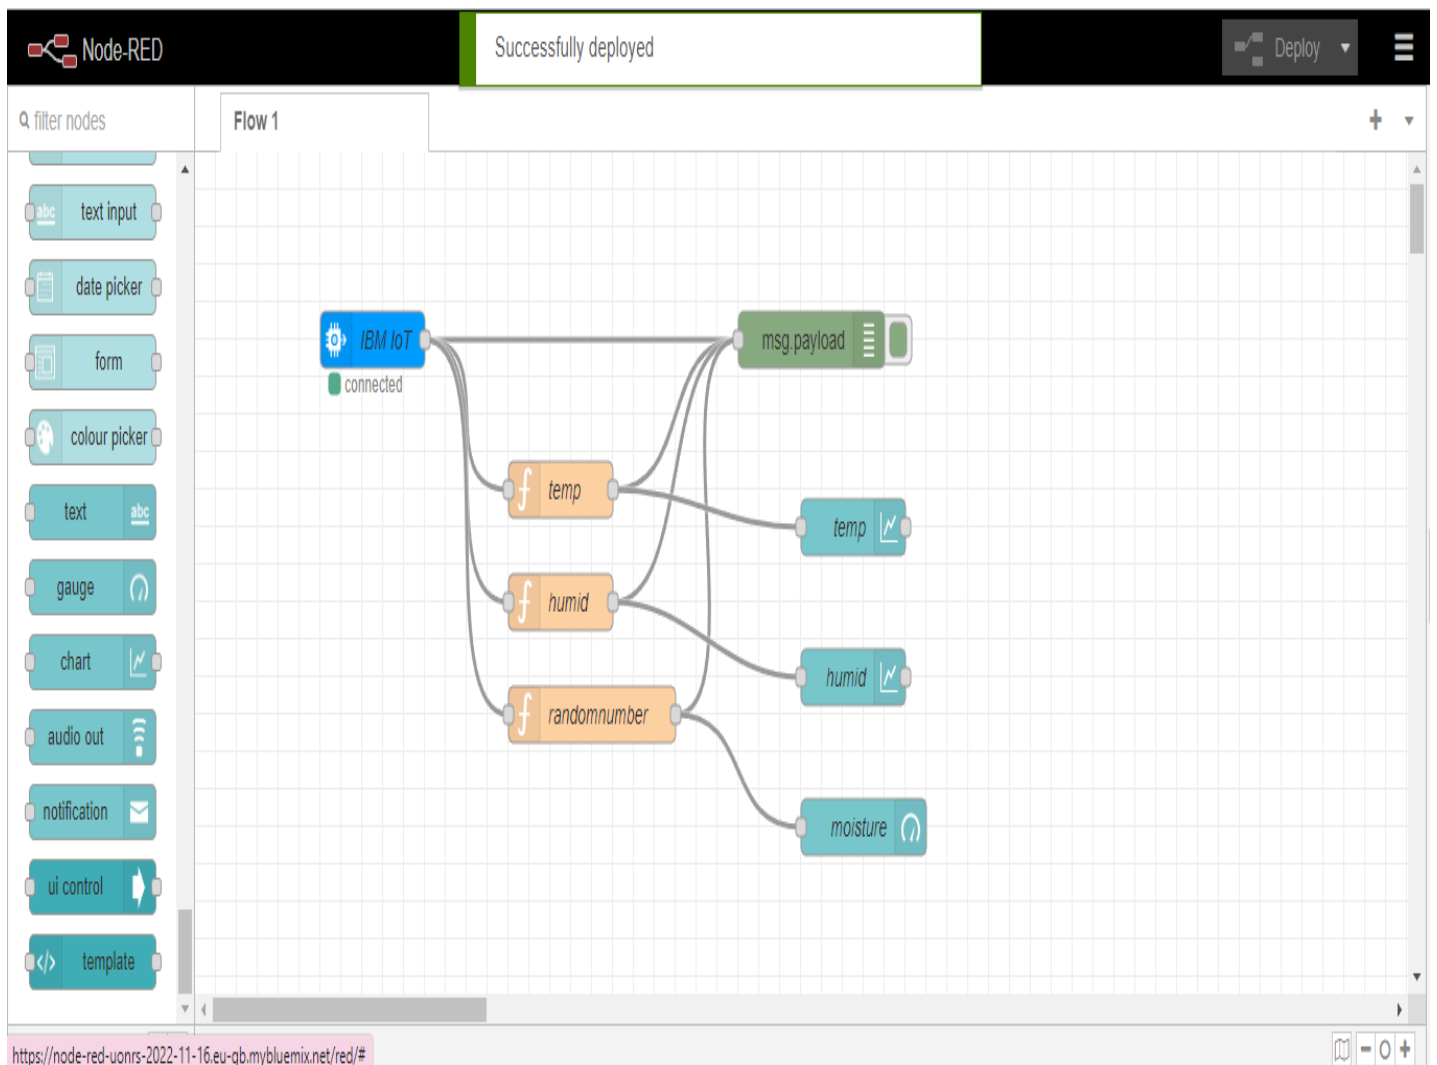 Node-RED
Successfully deployed
Deploy
filter nodes
Flow 1
abc text input
date picker
form
colour picker
text abc
gauge
chart
audio out
notification
ui control
</> template
IBM IoT
connected
msg.payload
temp
temp
humid
humid
randomnumber
moisture
https://node-red-uonrs-2022-11-16.eu-gb.mybluemix.net/red/#